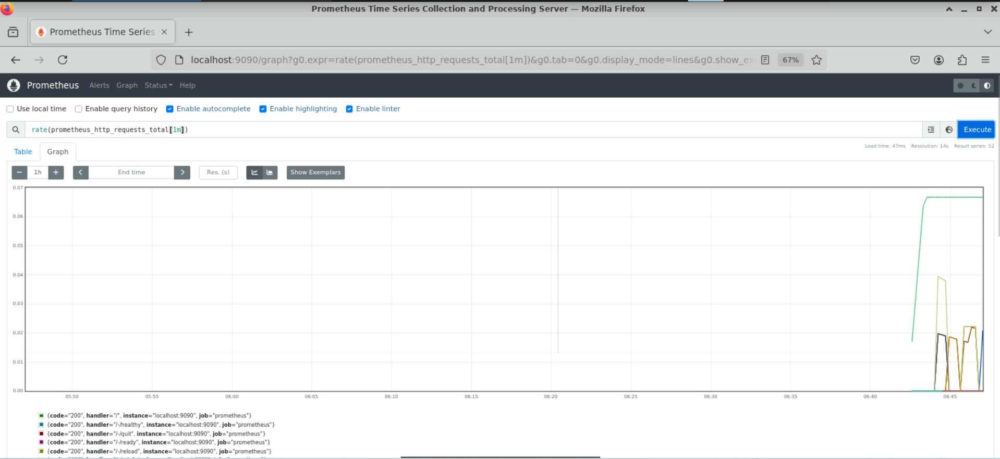 Prometheus Time Series Collection and Processing Server — Mozilla Firefox
Prometheus Time Series
localhost:9090/graph?g0.expr=rate(prometheus_http_requests_total[1m])&g0.tab=0&g0.display_mode=lines&g0.show_ex
67%
Prometheus Alerts Graph Status Help
Use local time Enable query history Enable autocomplete Enable highlighting Enable linter
rate(prometheus_http_requests_total[1m])
Execute
Load time: 47ms Resolution: 14s Result series: 52
Table Graph
− 1h + End time Res. (s) Show Exemplars
0.07
0.06
0.05
0.04
0.03
0.02
0.01
0.00
05:50 05:55 06:00 06:05 06:10 06:15 06:20 06:25 06:30 06:35 06:40 06:45
{code="200", handler="/", instance="localhost:9090", job="prometheus"}
{code="200", handler="/-/healthy", instance="localhost:9090", job="prometheus"}
{code="200", handler="/-/quit", instance="localhost:9090", job="prometheus"}
{code="200", handler="/-/ready", instance="localhost:9090", job="prometheus"}
{code="200", handler="/-/reload", instance="localhost:9090", job="prometheus"}